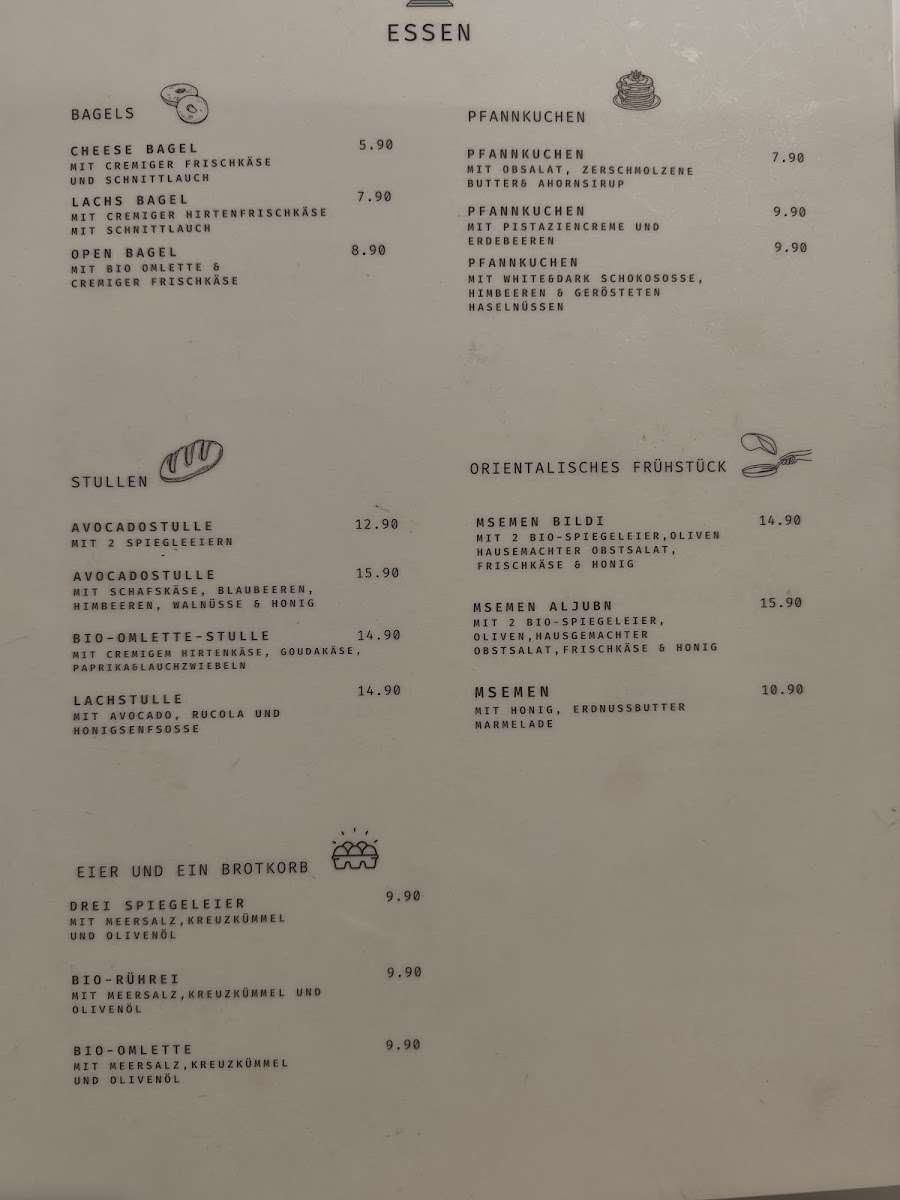 ESSEN
BAGELS
CHEESE BAGEL 5.90
MIT CREMIGER FRISCHKÄSE
UND SCHNITTLAUCH
LACHS BAGEL 7.90
MIT CREMIGER HIRTENFRISCHKÄSE
MIT SCHNITTLAUCH
OPEN BAGEL 8.90
MIT BIO OMLETTE &
CREMIGER FRISCHKÄSE
PFANNKUCHEN
PFANNKUCHEN 7.90
MIT OBSALAT, ZERSCHMOLZENE
BUTTER& AHORNSIRUP
PFANNKUCHEN 9.90
MIT PISTAZIENCREME UND
ERDEBEEREN
PFANNKUCHEN 9.90
MIT WHITE&DARK SCHOKOSOSSE,
HIMBEEREN & GERÖSTETEN
HASELNÜSSEN
STULLEN
AVOCADOSTULLE 12.90
MIT 2 SPIEGLEEIERN
AVOCADOSTULLE 15.90
MIT SCHAFSKÄSE, BLAUBEEREN,
HIMBEEREN, WALNÜSSE & HONIG
BIO-OMLETTE-STULLE 14.90
MIT CREMIGEM HIRTENKÄSE, GOUDAKÄSE,
PAPRIKA&LAUCHZWIEBELN
LACHSTULLE 14.90
MIT AVOCADO, RUCOLA UND
HONIGSENFSOSSE
ORIENTALISCHES FRÜHSTÜCK
MSEMEN BILDI 14.90
MIT 2 BIO-SPIEGELEIER,OLIVEN
HAUSEMACHTER OBSTSALAT,
FRISCHKÄSE & HONIG
MSEMEN ALJUBN 15.90
MIT 2 BIO-SPIEGELEIER,
OLIVEN,HAUSGEMACHTER
OBSTSALAT,FRISCHKÄSE & HONIG
MSEMEN 10.90
MIT HONIG, ERDNUSSBUTTER
MARMELADE
EIER UND EIN BROTKORB
DREI SPIEGELEIER 9.90
MIT MEERSALZ,KREUZKÜMMEL
UND OLIVENÖL
BIO-RÜHREI 9.90
MIT MEERSALZ,KREUZKÜMMEL UND
OLIVENÖL
BIO-OMLETTE 9.90
MIT MEERSALZ,KREUZKÜMMEL
UND OLIVENÖL